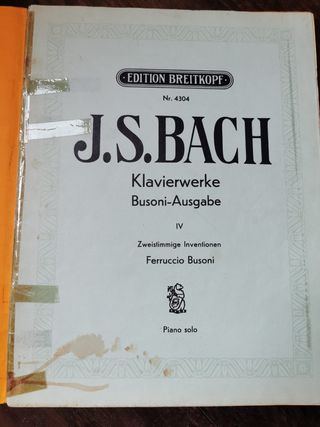 EDITION BREITKOPF
Nr. 4304
J.S.BACH
Klavierwerke
Busoni-Ausgabe
IV
Zweistimmige Inventionen
Ferruccio Busoni
Piano solo